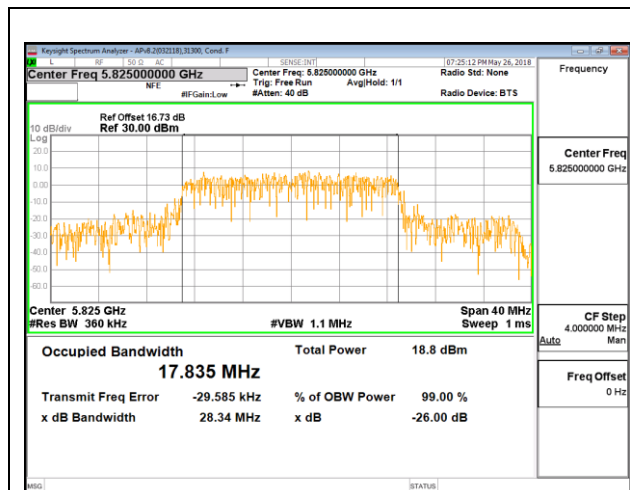 Keysight Spectrum Analyzer - APv8.2(032118),31300, Cond. F
L RF 50 Ω AC SENSE:INT 07:25:12 PM May 26, 2018
Center Freq 5.825000000 GHz Center Freq: 5.825000000 GHz Radio Std: None Frequency
NFE Trig: Free Run Avg|Hold: 1/1
#IFGain:Low #Atten: 40 dB Radio Device: BTS
Ref Offset 16.73 dB
10 dB/div Ref 30.00 dBm
Log
20.0
10.0
0.00
-10.0
-20.0
-30.0
-40.0
-50.0
-60.0
Center 5.825 GHz Span 40 MHz
#Res BW 360 kHz #VBW 1.1 MHz Sweep 1 ms
Center Freq
5.825000000 GHz
CF Step
4.000000 MHz
Auto Man
Freq Offset
0 Hz
Occupied Bandwidth Total Power 18.8 dBm
17.835 MHz
Transmit Freq Error -29.585 kHz % of OBW Power 99.00 %
x dB Bandwidth 28.34 MHz x dB -26.00 dB
MSG STATUS